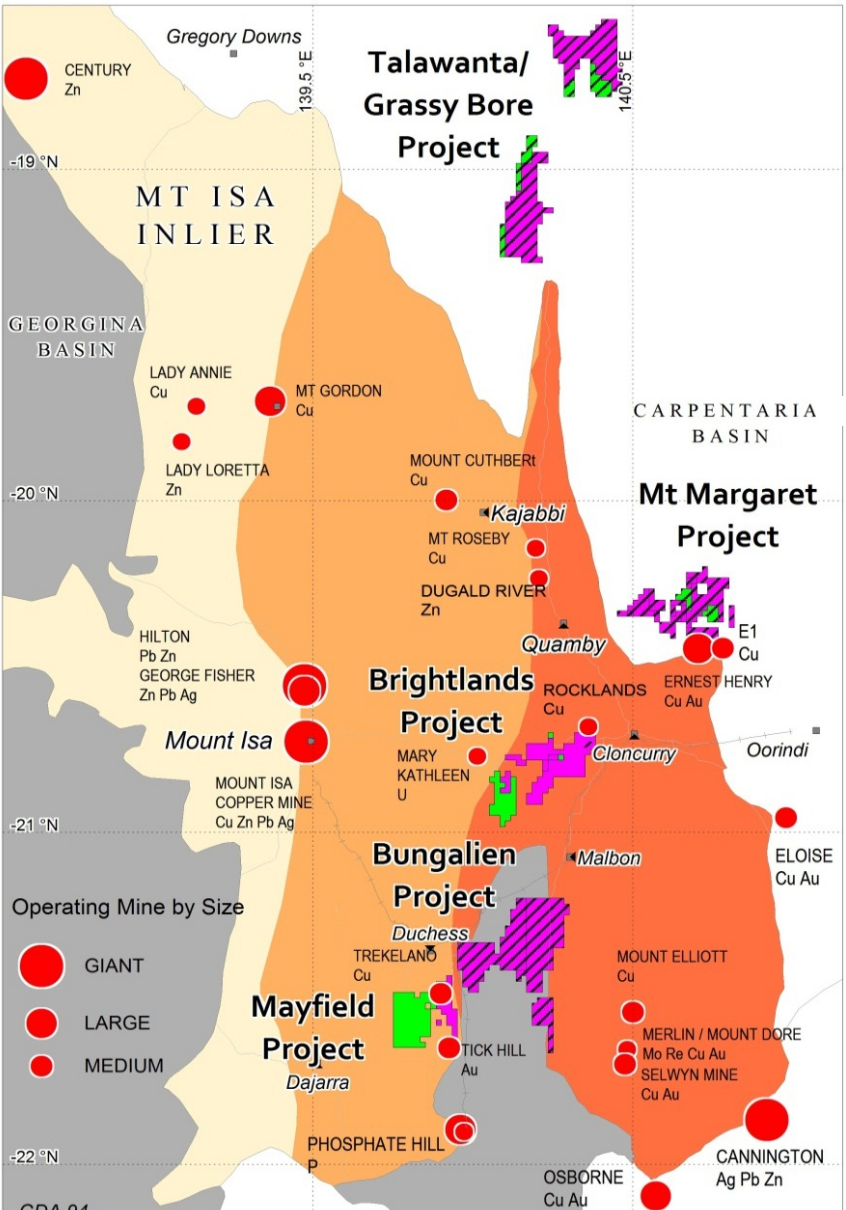 Gregory Downs
CENTURY
Zn
139.5 °E
Talawanta/
Grassy Bore
Project
140.5 °E
-19 °N
MT ISA
INLIER
GEORGINA
BASIN
LADY ANNIE
Cu
MT GORDON
Cu
LADY LORETTA
Zn
CARPENTARIA
BASIN
MOUNT CUTHBERt
Cu
-20 °N
Kajabbi
Mt Margaret
Project
MT ROSEBY
Cu
DUGALD RIVER
Zn
Quamby
E1
Cu
HILTON
Pb Zn
GEORGE FISHER
Zn Pb Ag
ERNEST HENRY
Cu Au
Brightlands
Project
ROCKLANDS
Cu
Mount Isa
MARY
KATHLEEN
U
Cloncurry
Oorindi
MOUNT ISA
COPPER MINE
Cu Zn Pb Ag
-21 °N
ELOISE
Cu Au
Bungalien
Project
Malbon
Operating Mine by Size
GIANT
LARGE
MEDIUM
Duchess
TREKELANO
Cu
MOUNT ELLIOTT
Cu
Mayfield
Project
MERLIN / MOUNT DORE
Mo Re Cu Au
SELWYN MINE
Cu Au
TICK HILL
Au
Dajarra
PHOSPHATE HILL
P
-22 °N
CANNINGTON
Ag Pb Zn
OSBORNE
Cu Au
GDA 94